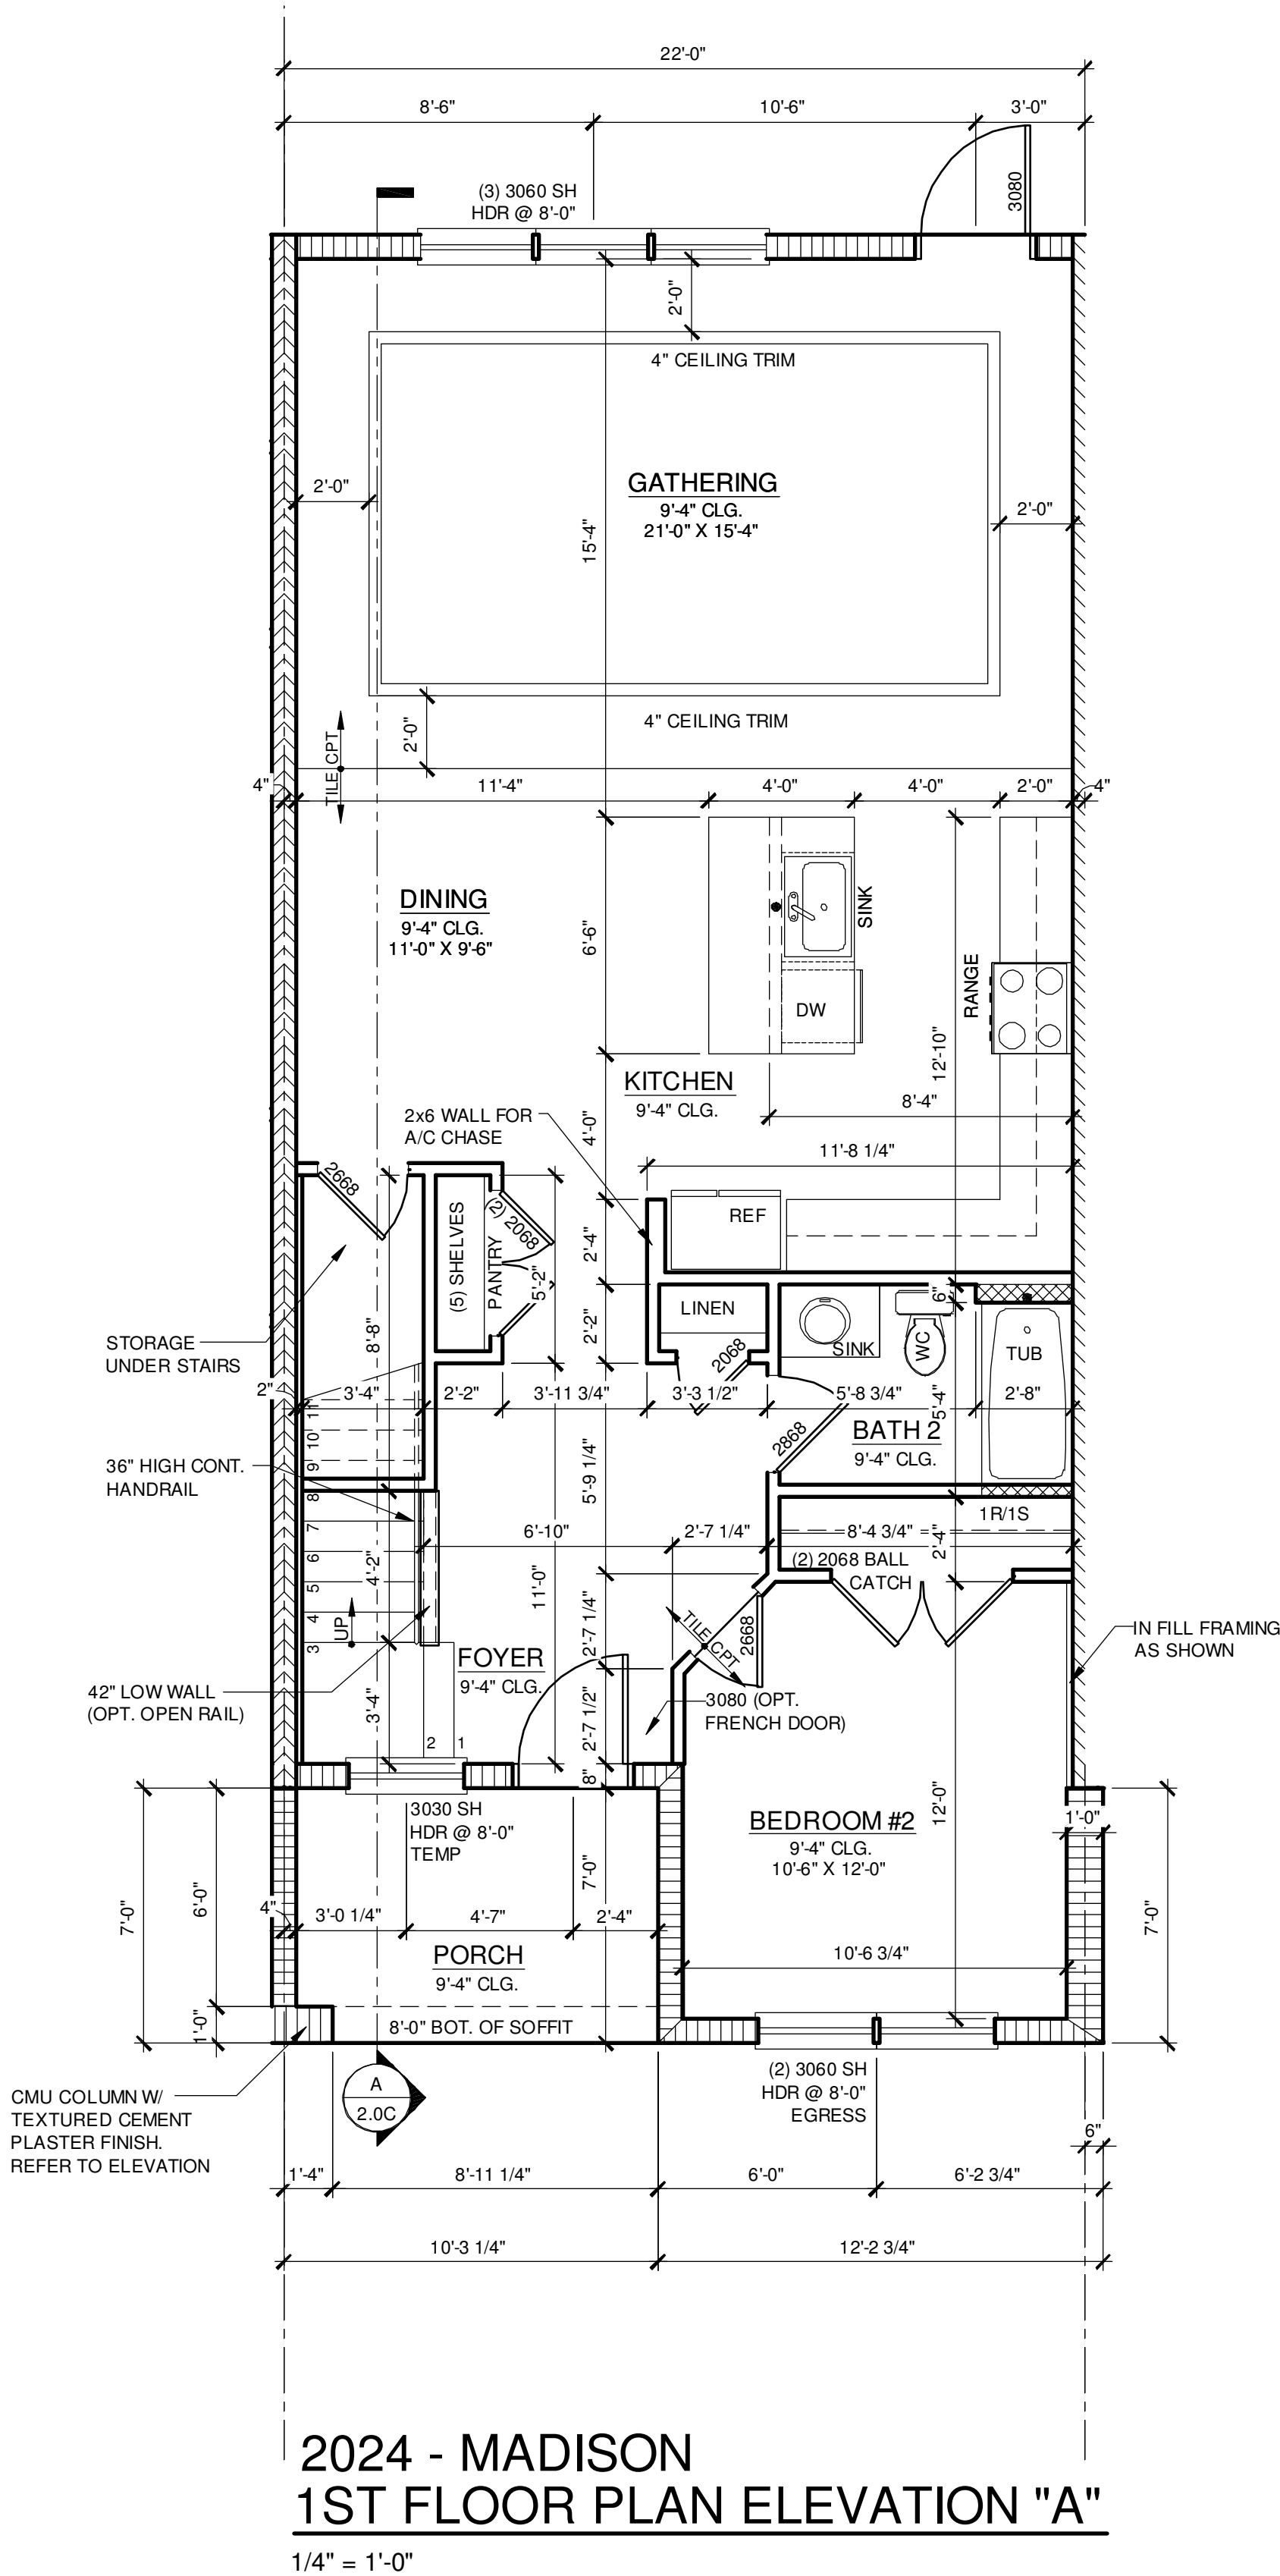 22'-0"
8'-6"
10'-6"
3'-0"
(3) 3060 SH
HDR @ 8'-0"
3080
2'-0"
4" CEILING TRIM
GATHERING
9'-4" CLG.
21'-0" X 15'-4"
2'-0"
2'-0"
15'-4"
4" CEILING TRIM
2'-0"
TILE CPT
4"
11'-4"
4'-0"
4'-0"
2'-0"
4"
DINING
9'-4" CLG.
11'-0" X 9'-6"
6'-6"
SINK
DW
RANGE
12'-10"
KITCHEN
9'-4" CLG.
8'-4"
2x6 WALL FOR
A/C CHASE
4'-0"
11'-8 1/4"
2668
(5) SHELVES
PANTRY
(2) 2068
5'-2"
2'-4"
REF
8'-8"
2'-2"
LINEN
2068
SINK
WC
6"
TUB
STORAGE
UNDER STAIRS
2"
3'-4"
2'-2"
3'-11 3/4"
3'-3 1/2"
5'-8 3/4"
2'-8"
5'-4"
BATH 2
9'-4" CLG.
2868
11
10
9
8
7
6
5
4
3
36" HIGH CONT.
HANDRAIL
5'-9 1/4"
6'-10"
2'-7 1/4"
8'-4 3/4"
1R/1S
2'-4"
(2) 2068 BALL
CATCH
4'-2"
UP
11'-0"
2'-7 1/4"
TILE CPT
2668
IN FILL FRAMING
AS SHOWN
FOYER
9'-4" CLG.
42" LOW WALL
(OPT. OPEN RAIL)
3'-4"
2 1
2'-7 1/2"
3080 (OPT.
FRENCH DOOR)
8"
3030 SH
HDR @ 8'-0"
TEMP
BEDROOM #2
9'-4" CLG.
10'-6" X 12'-0"
12'-0"
1'-0"
7'-0"
6'-0"
7'-0"
7'-0"
4"
3'-0 1/4"
4'-7"
2'-4"
PORCH
9'-4" CLG.
10'-6 3/4"
1'-0"
8'-0" BOT. OF SOFFIT
A
2.0C
(2) 3060 SH
HDR @ 8'-0"
EGRESS
CMU COLUMN W/
TEXTURED CEMENT
PLASTER FINISH.
REFER TO ELEVATION
6"
1'-4"
8'-11 1/4"
6'-0"
6'-2 3/4"
10'-3 1/4"
12'-2 3/4"
2024 - MADISON
1ST FLOOR PLAN ELEVATION "A"
1/4" = 1'-0"